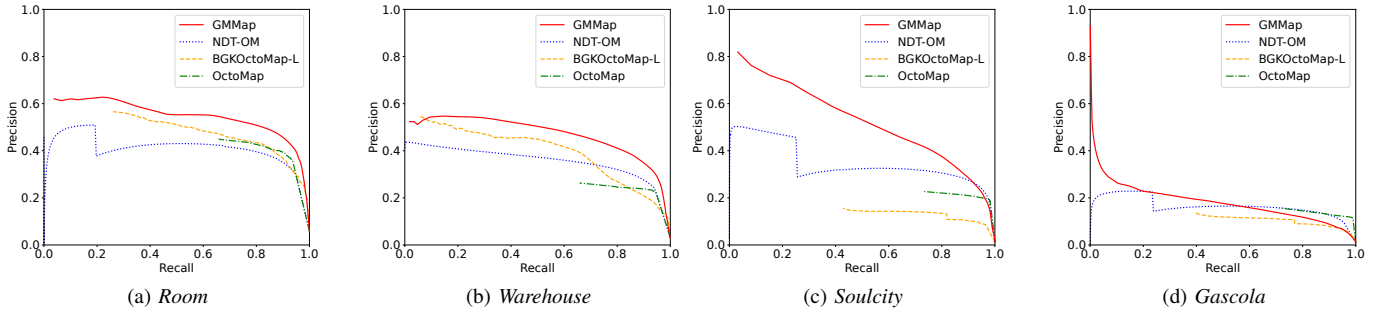 1.0
0.8
0.6
0.4
0.2
0.0
Precision
0.0 0.2 0.4 0.6 0.8 1.0
Recall
GMMap
NDT-OM
BGKOctoMap-L
OctoMap
(a) Room
1.0
0.8
0.6
0.4
0.2
0.0
Precision
0.0 0.2 0.4 0.6 0.8 1.0
Recall
GMMap
NDT-OM
BGKOctoMap-L
OctoMap
(b) Warehouse
1.0
0.8
0.6
0.4
0.2
0.0
Precision
0.0 0.2 0.4 0.6 0.8 1.0
Recall
GMMap
NDT-OM
BGKOctoMap-L
OctoMap
(c) Soulcity
1.0
0.8
0.6
0.4
0.2
0.0
Precision
0.0 0.2 0.4 0.6 0.8 1.0
Recall
GMMap
NDT-OM
BGKOctoMap-L
OctoMap
(d) Gascola